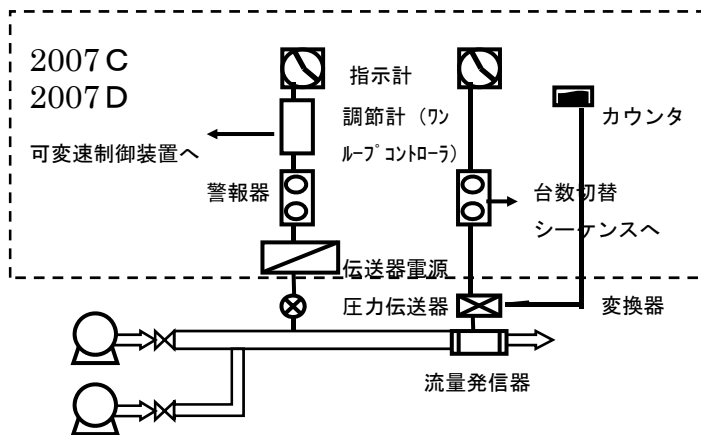 2007C
2007D
指示計
調節計（ワン
ループコントローラ）
カウンタ
可変速制御装置へ
警報器
台数切替
シーケンスへ
伝送器電源
圧力伝送器
変換器
流量発信器